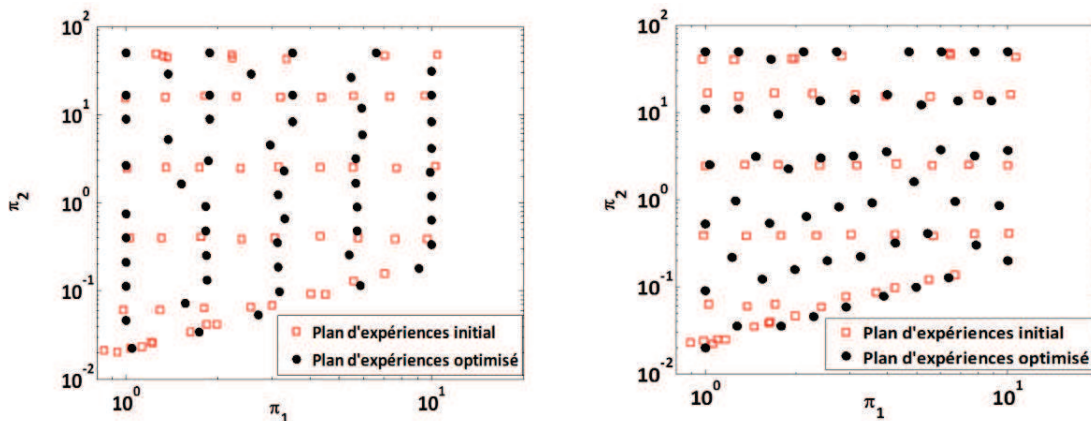 10²
10¹
10⁰
10⁻¹
10⁻²
π₂
10⁰
10¹
π₁
Plan d'expériences initial
Plan d'expériences optimisé
10²
10¹
10⁰
10⁻¹
10⁻²
π₂
10⁰
10¹
π₁
Plan d'expériences initial
Plan d'expériences optimisé